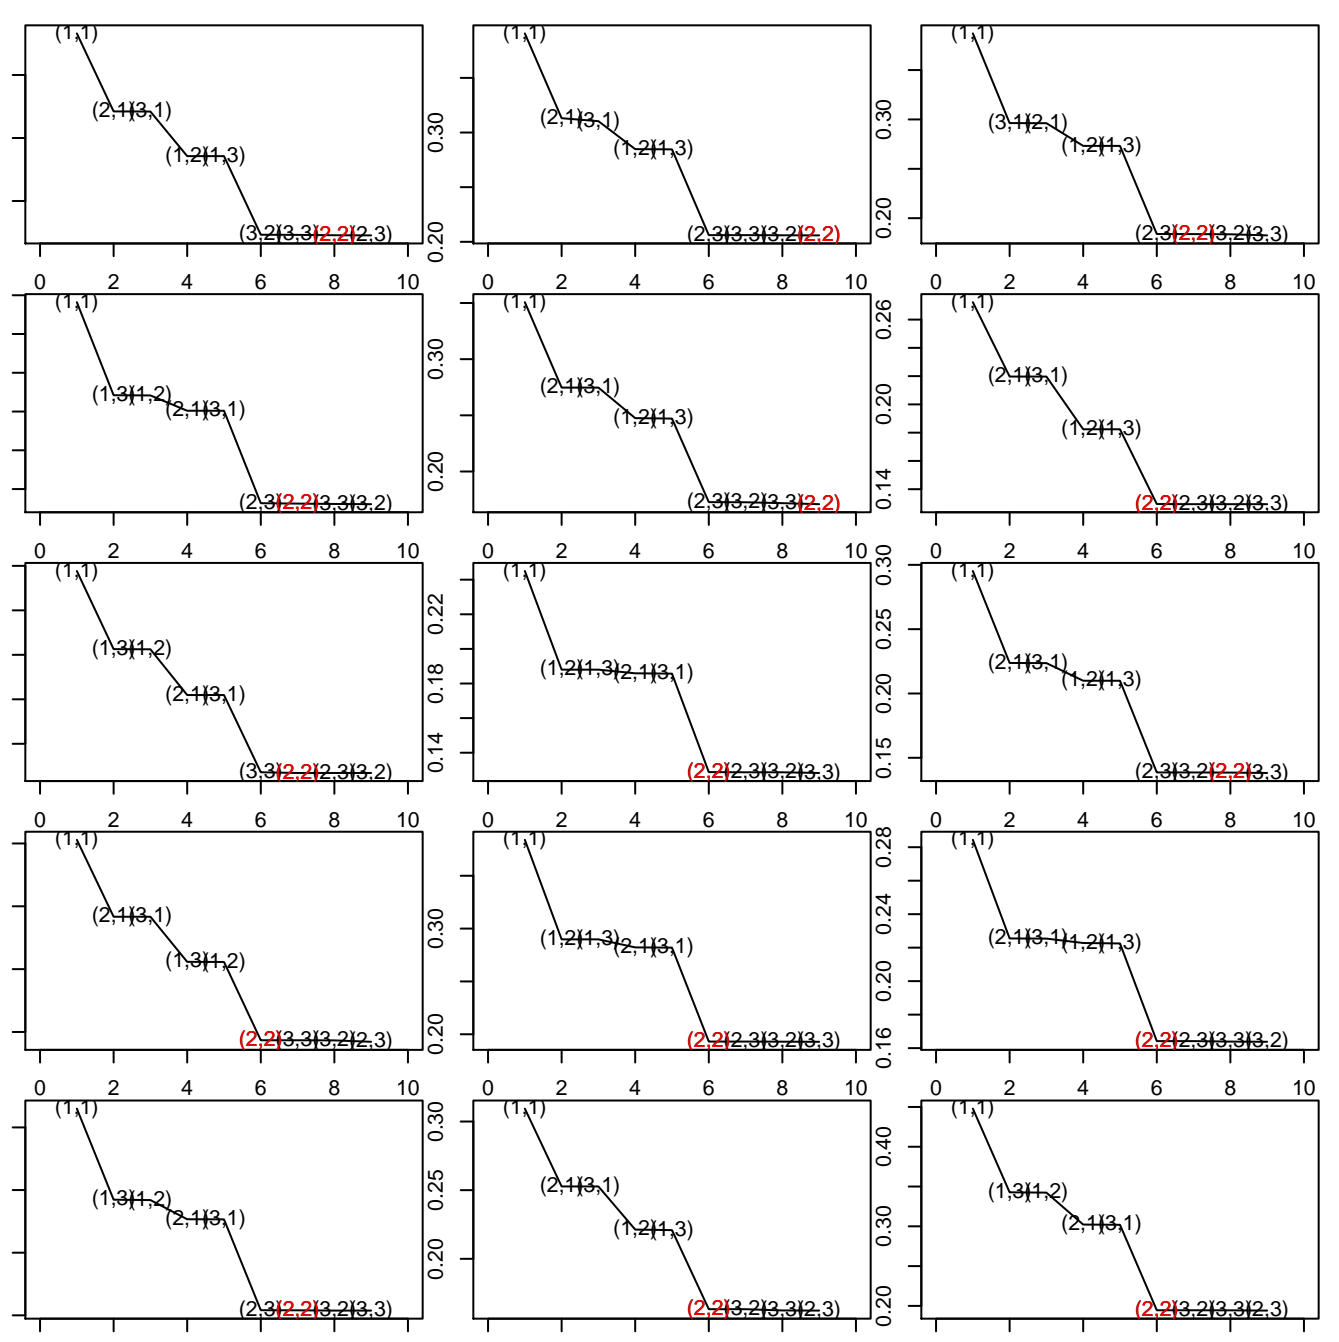 (1,1) (1,1) (1,1)
(2,1) (3,1) (2,1) (3,1) 0.30 (3,1) (2,1) 0.30
(1,2) (1,3) (1,2) (1,3) (1,2) (1,3)
(3,2) (3,3) (2,2) (2,3) 0.20 (2,3) (3,3) (3,2) (2,2) 0.20 (2,3) (2,2) (3,2) (3,3)
0 2 4 6 8 10 0 2 4 6 8 10 0 2 4 6 8 10
(1,1) (1,1) 0.26 (1,1)
(1,3) (1,2) 0.30 (2,1) (3,1) (2,1) (3,1)
(2,1) (3,1) (1,2) (1,3) 0.20 (1,2) (1,3)
(2,3) (2,2) (3,3) (3,2) 0.20 (2,3) (3,2) (3,3) (2,2) 0.14 (2,2) (2,3) (3,2) (3,3)
0 2 4 6 8 10 0 2 4 6 8 10 0 2 4 6 8 10
(1,1) (1,1) 0.30 (1,1)
(1,3) (1,2) 0.22 (1,2) (1,3) (2,1) (3,1) 0.25 (2,1) (3,1)
(2,1) (3,1) 0.18 0.20 (1,2) (1,3)
(3,3) (2,2) (2,3) (3,2) 0.14 (2,2) (2,3) (3,2) (3,3) 0.15 (2,3) (3,2) (2,2) (3,3)
0 2 4 6 8 10 0 2 4 6 8 10 0 2 4 6 8 10
(1,1) (1,1) 0.28 (1,1)
(2,1) (3,1) 0.30 (1,2) (1,3) (2,1) (3,1) 0.24 (2,1) (3,1) (1,2) (1,3)
(1,3) (1,2) 0.20
(2,2) (3,3) (3,2) (2,3) 0.20 (2,2) (2,3) (3,2) (3,3) 0.16 (2,2) (2,3) (3,3) (3,2)
0 2 4 6 8 10 0 2 4 6 8 10 0 2 4 6 8 10
(1,1) 0.30 (1,1) (1,1)
(1,3) (1,2) 0.25 (2,1) (3,1) 0.40 (1,3) (1,2)
(2,1) (3,1) 0.20 (1,2) (1,3) 0.30 (2,1) (3,1)
(2,3) (2,2) (3,2) (3,3) (2,2) (3,2) (3,3) (2,3) 0.20 (2,2) (3,2) (3,3) (2,3)